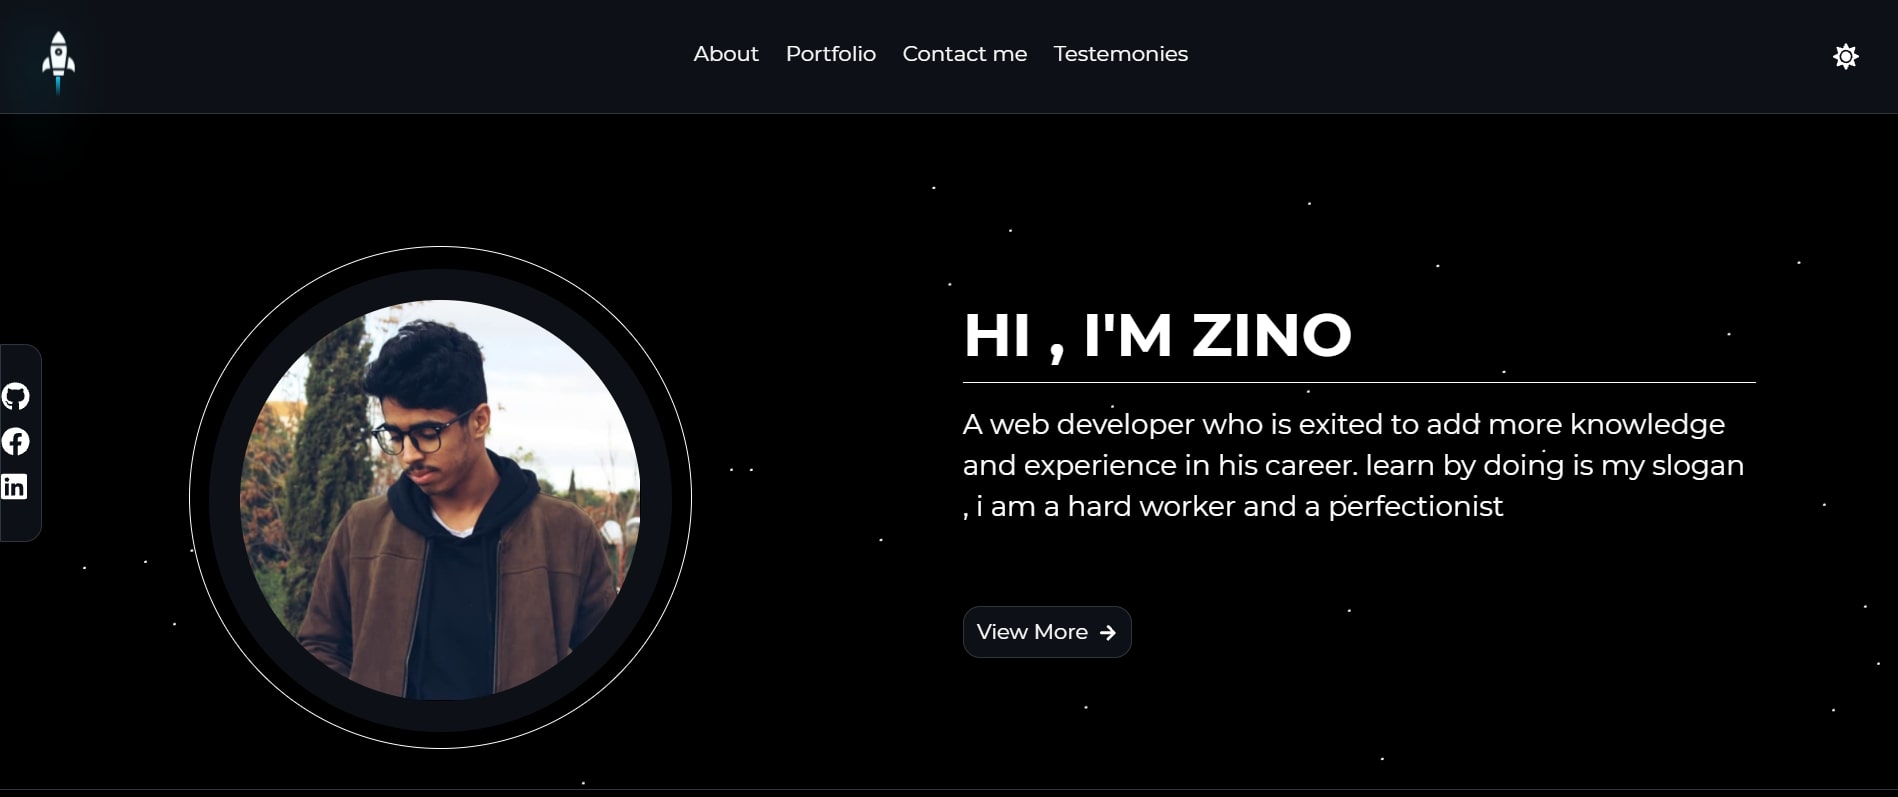 About Portfolio Contact me Testemonies
HI , I'M ZINO
A web developer who is exited to add more knowledge
and experience in his career. learn by doing is my slogan
, i am a hard worker and a perfectionist
View More
in